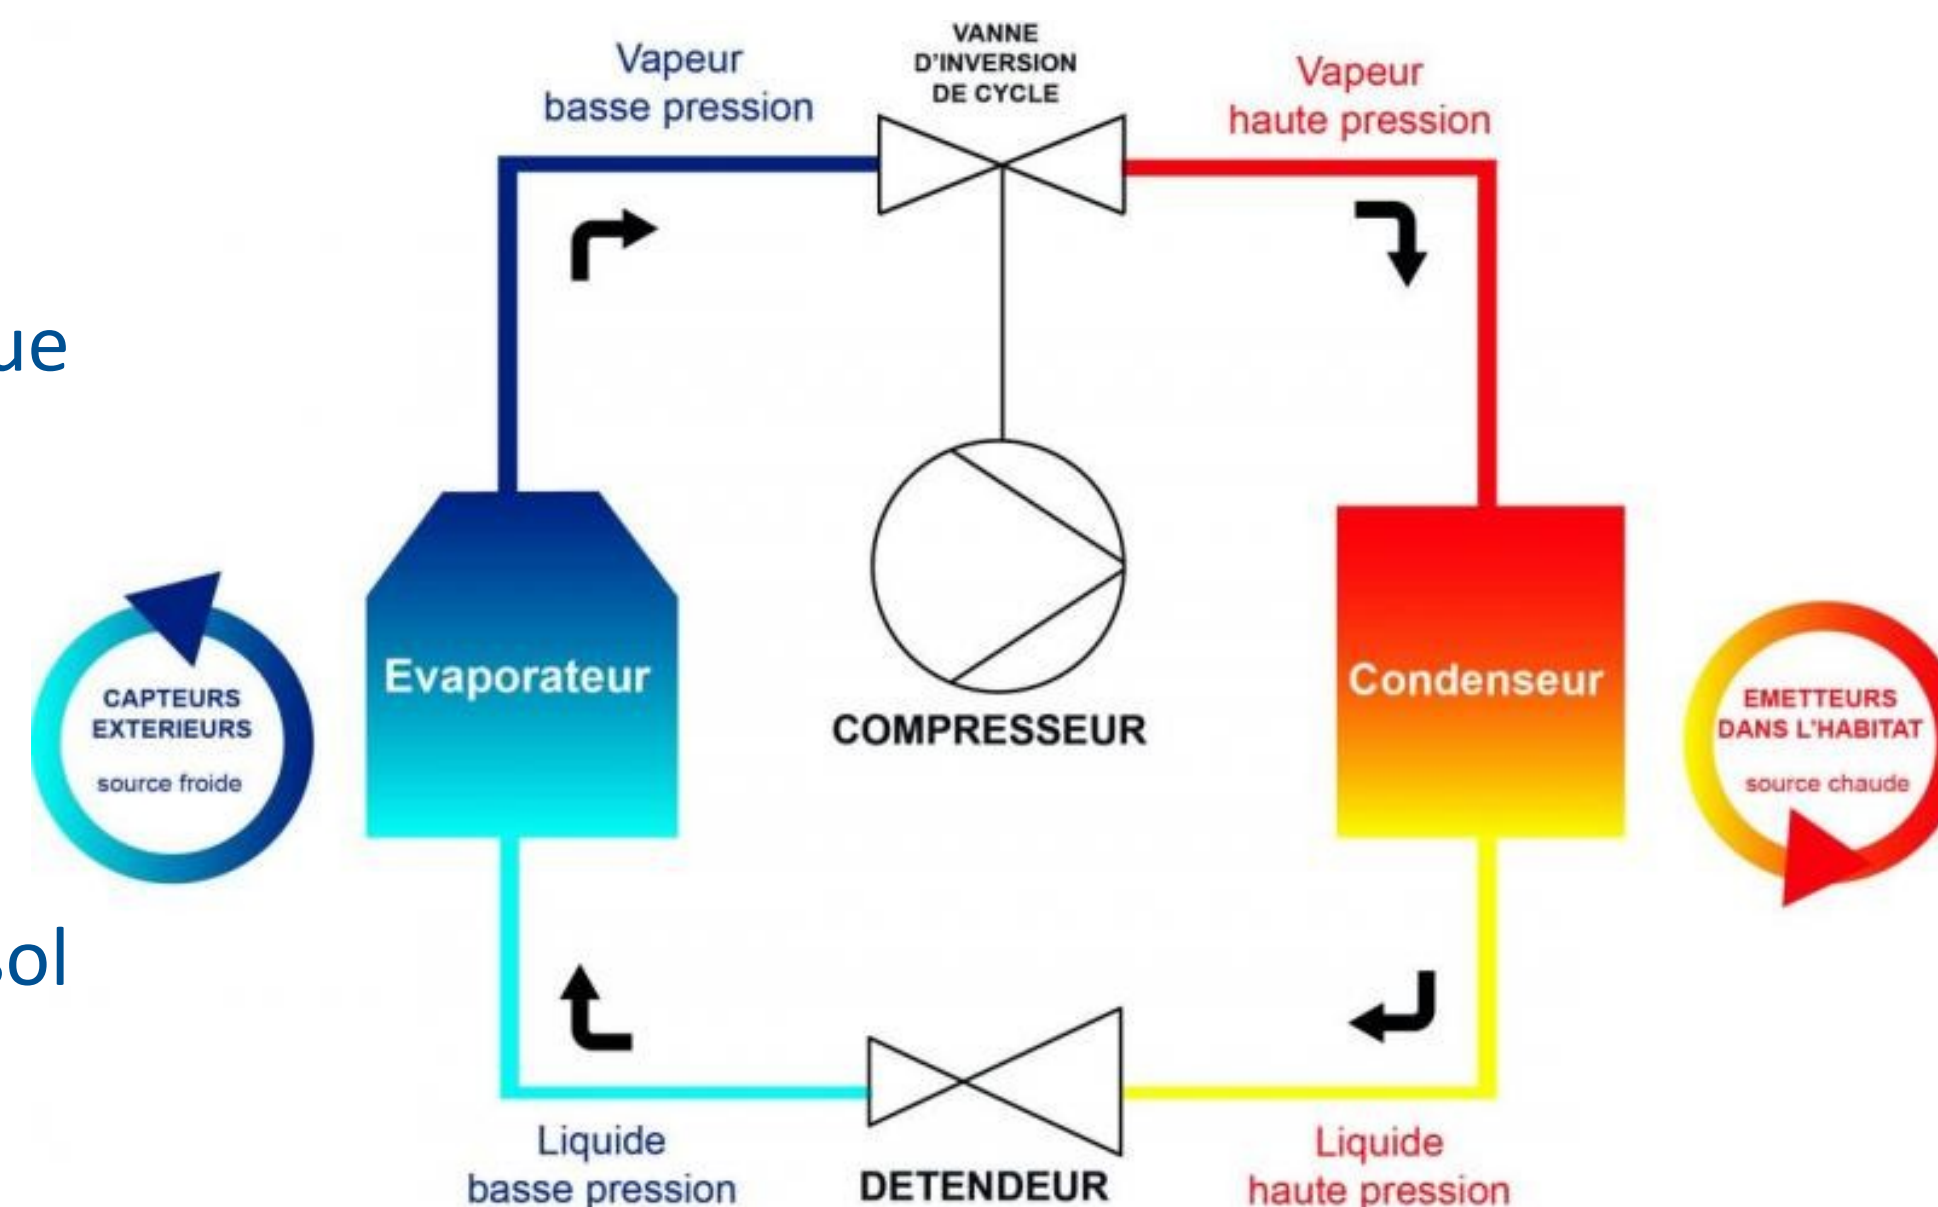 VANNE
D'INVERSION
DE CYCLE
Vapeur
basse pression
Vapeur
haute pression
ue
Evaporateur
Condenseur
CAPTEURS
EXTERIEURS
source froide
COMPRESSEUR
EMETTEURS
DANS L'HABITAT
source chaude
sol
Liquide
basse pression
DETENDEUR
Liquide
haute pression